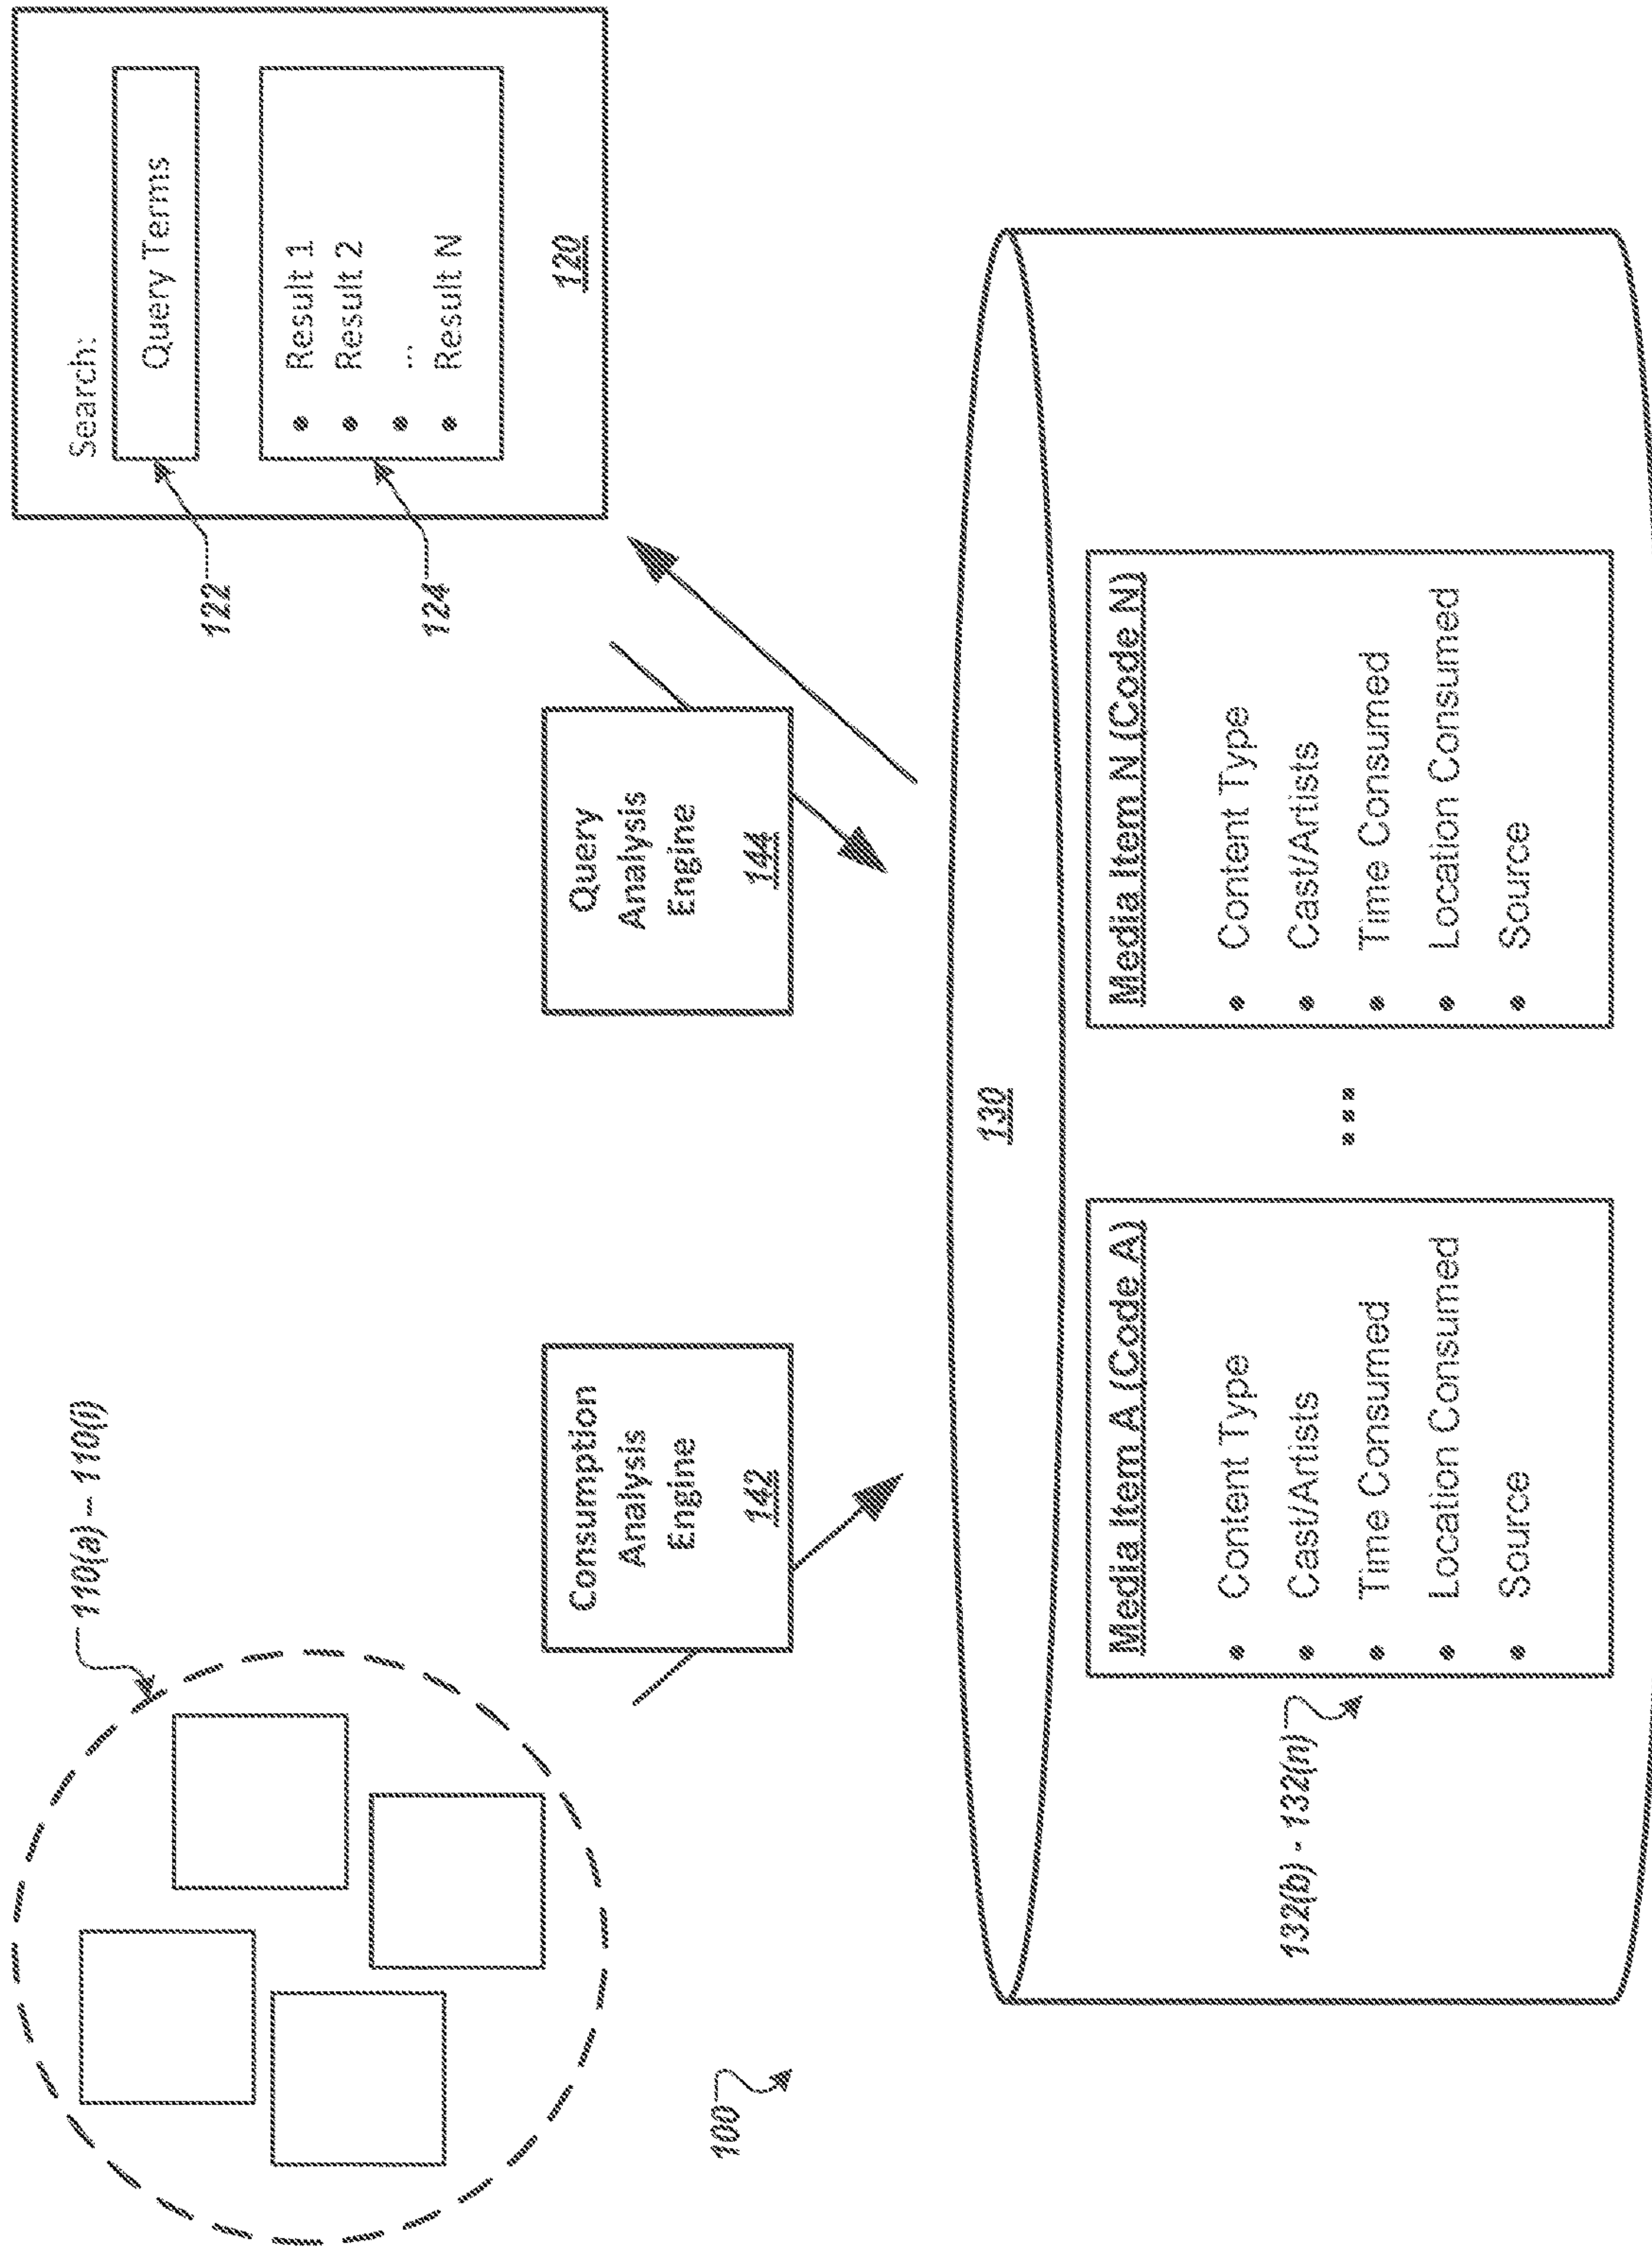 110(a) – 110(i)
Search:
Query Terms
122
• Result 1
• Result 2
• ...
• Result N
124
120
Consumption
Analysis
Engine
142
Query
Analysis
Engine
144
100
130
Media Item A (Code A)
• Content Type
• Cast/Artists
• Time Consumed
• Location Consumed
• Source
132(b) - 132(n)
...
Media Item N (Code N)
• Content Type
• Cast/Artists
• Time Consumed
• Location Consumed
• Source